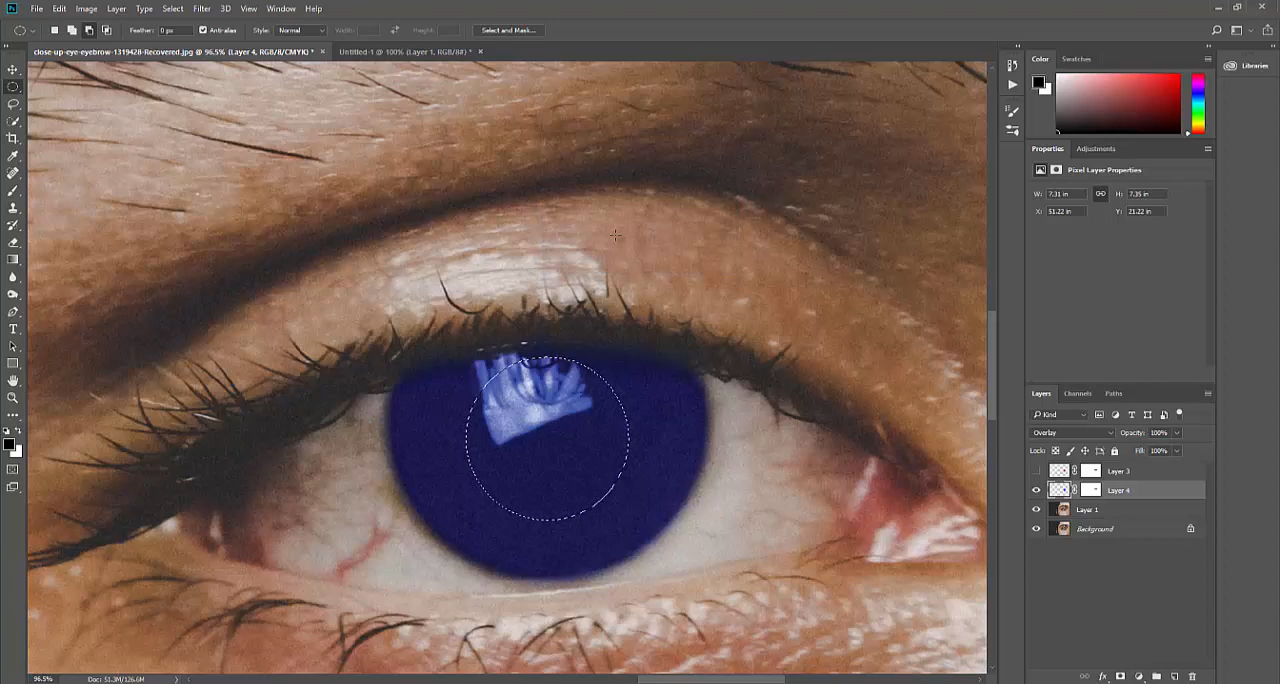 File Edit Image Layer Type Select Filter 3D View Window Help
Feather: 0 px Anti-alias Style: Normal Width: Height: Select and Mask...
close-up-eye-eyebrow-1319428-Recovered.jpg @ 96.5% (Layer 4, RGB/8/CMYK) * × Untitled-1 @ 100% (Layer 1, RGB/8#) * ×
Color Swatches
Libraries
Properties Adjustments
Pixel Layer Properties
W: 7.31 in H: 7.35 in
X: 51.22 in Y: 21.22 in
Layers Channels Paths
Kind
Overlay Opacity: 100%
Lock: Fill: 100%
Layer 3
Layer 4
Layer 1
Background
96.5% Doc: 51.3M/126.6M